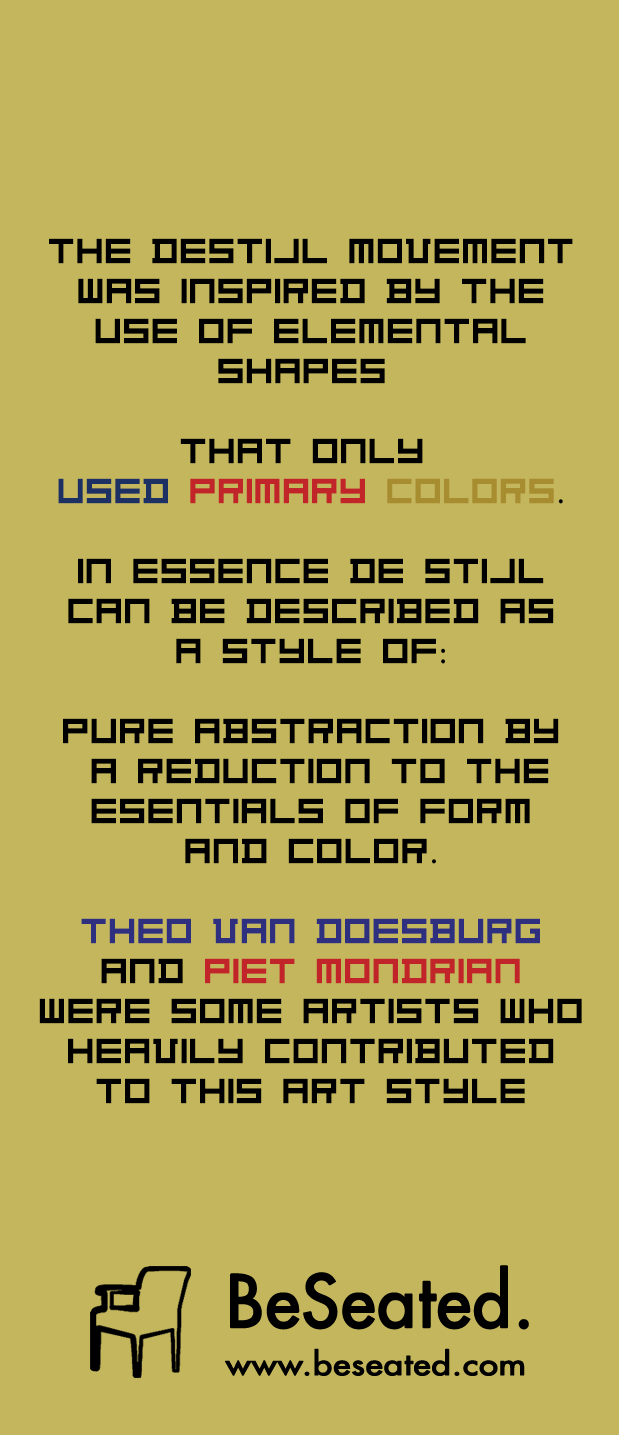 THE DESTIJL MOVEMENT
WAS INSPIRED BY THE
USE OF ELEMENTAL
SHAPES
THAT ONLY
USED PRIMARY COLORS.
IN ESSENCE DE STIJL
CAN BE DESCRIBED AS
A STYLE OF:
PURE ABSTRACTION BY
A REDUCTION TO THE
ESENTIALS OF FORM
AND COLOR.
THEO VAN DOESBURG
AND PIET MONDRIAN
WERE SOME ARTISTS WHO
HEAVILY CONTRIBUTED
TO THIS ART STYLE
BeSeated.
www.beseated.com